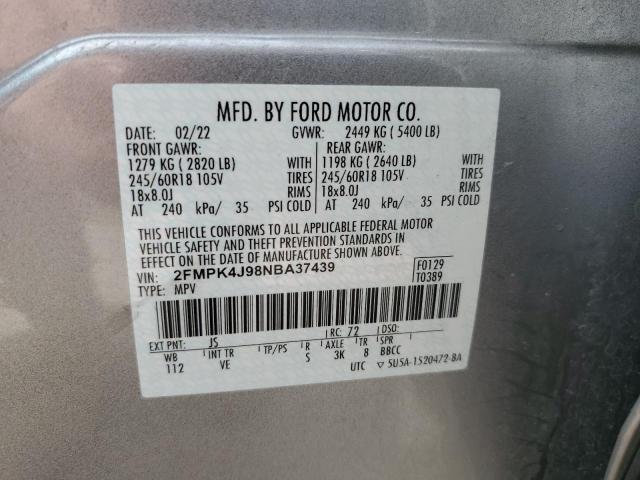 MFD. BY FORD MOTOR CO.
DATE: 02/22 GVWR: 2449 KG ( 5400 LB)
FRONT GAWR: REAR GAWR:
1279 KG ( 2820 LB) WITH 1198 KG ( 2640 LB) WITH
245/60R18 105V TIRES 245/60R18 105V TIRES
18x8.0J RIMS 18x8.0J RIMS
AT 240 kPa/ 35 PSI COLD AT 240 kPa/ 35 PSI COLD
THIS VEHICLE CONFORMS TO ALL APPLICABLE FEDERAL MOTOR
VEHICLE SAFETY AND THEFT PREVENTION STANDARDS IN
EFFECT ON THE DATE OF MANUFACTURE SHOWN ABOVE.
VIN: 2FMPK4J98NBA37439 F0129
TYPE: MPV T0389
EXT PNT: JS RC: 72 DSO:
WB INT TR TP/PS R AXLE TR SPR
112 VE S 3K 8 BBCC
UTC ▽ 5U5A-1520472-BA